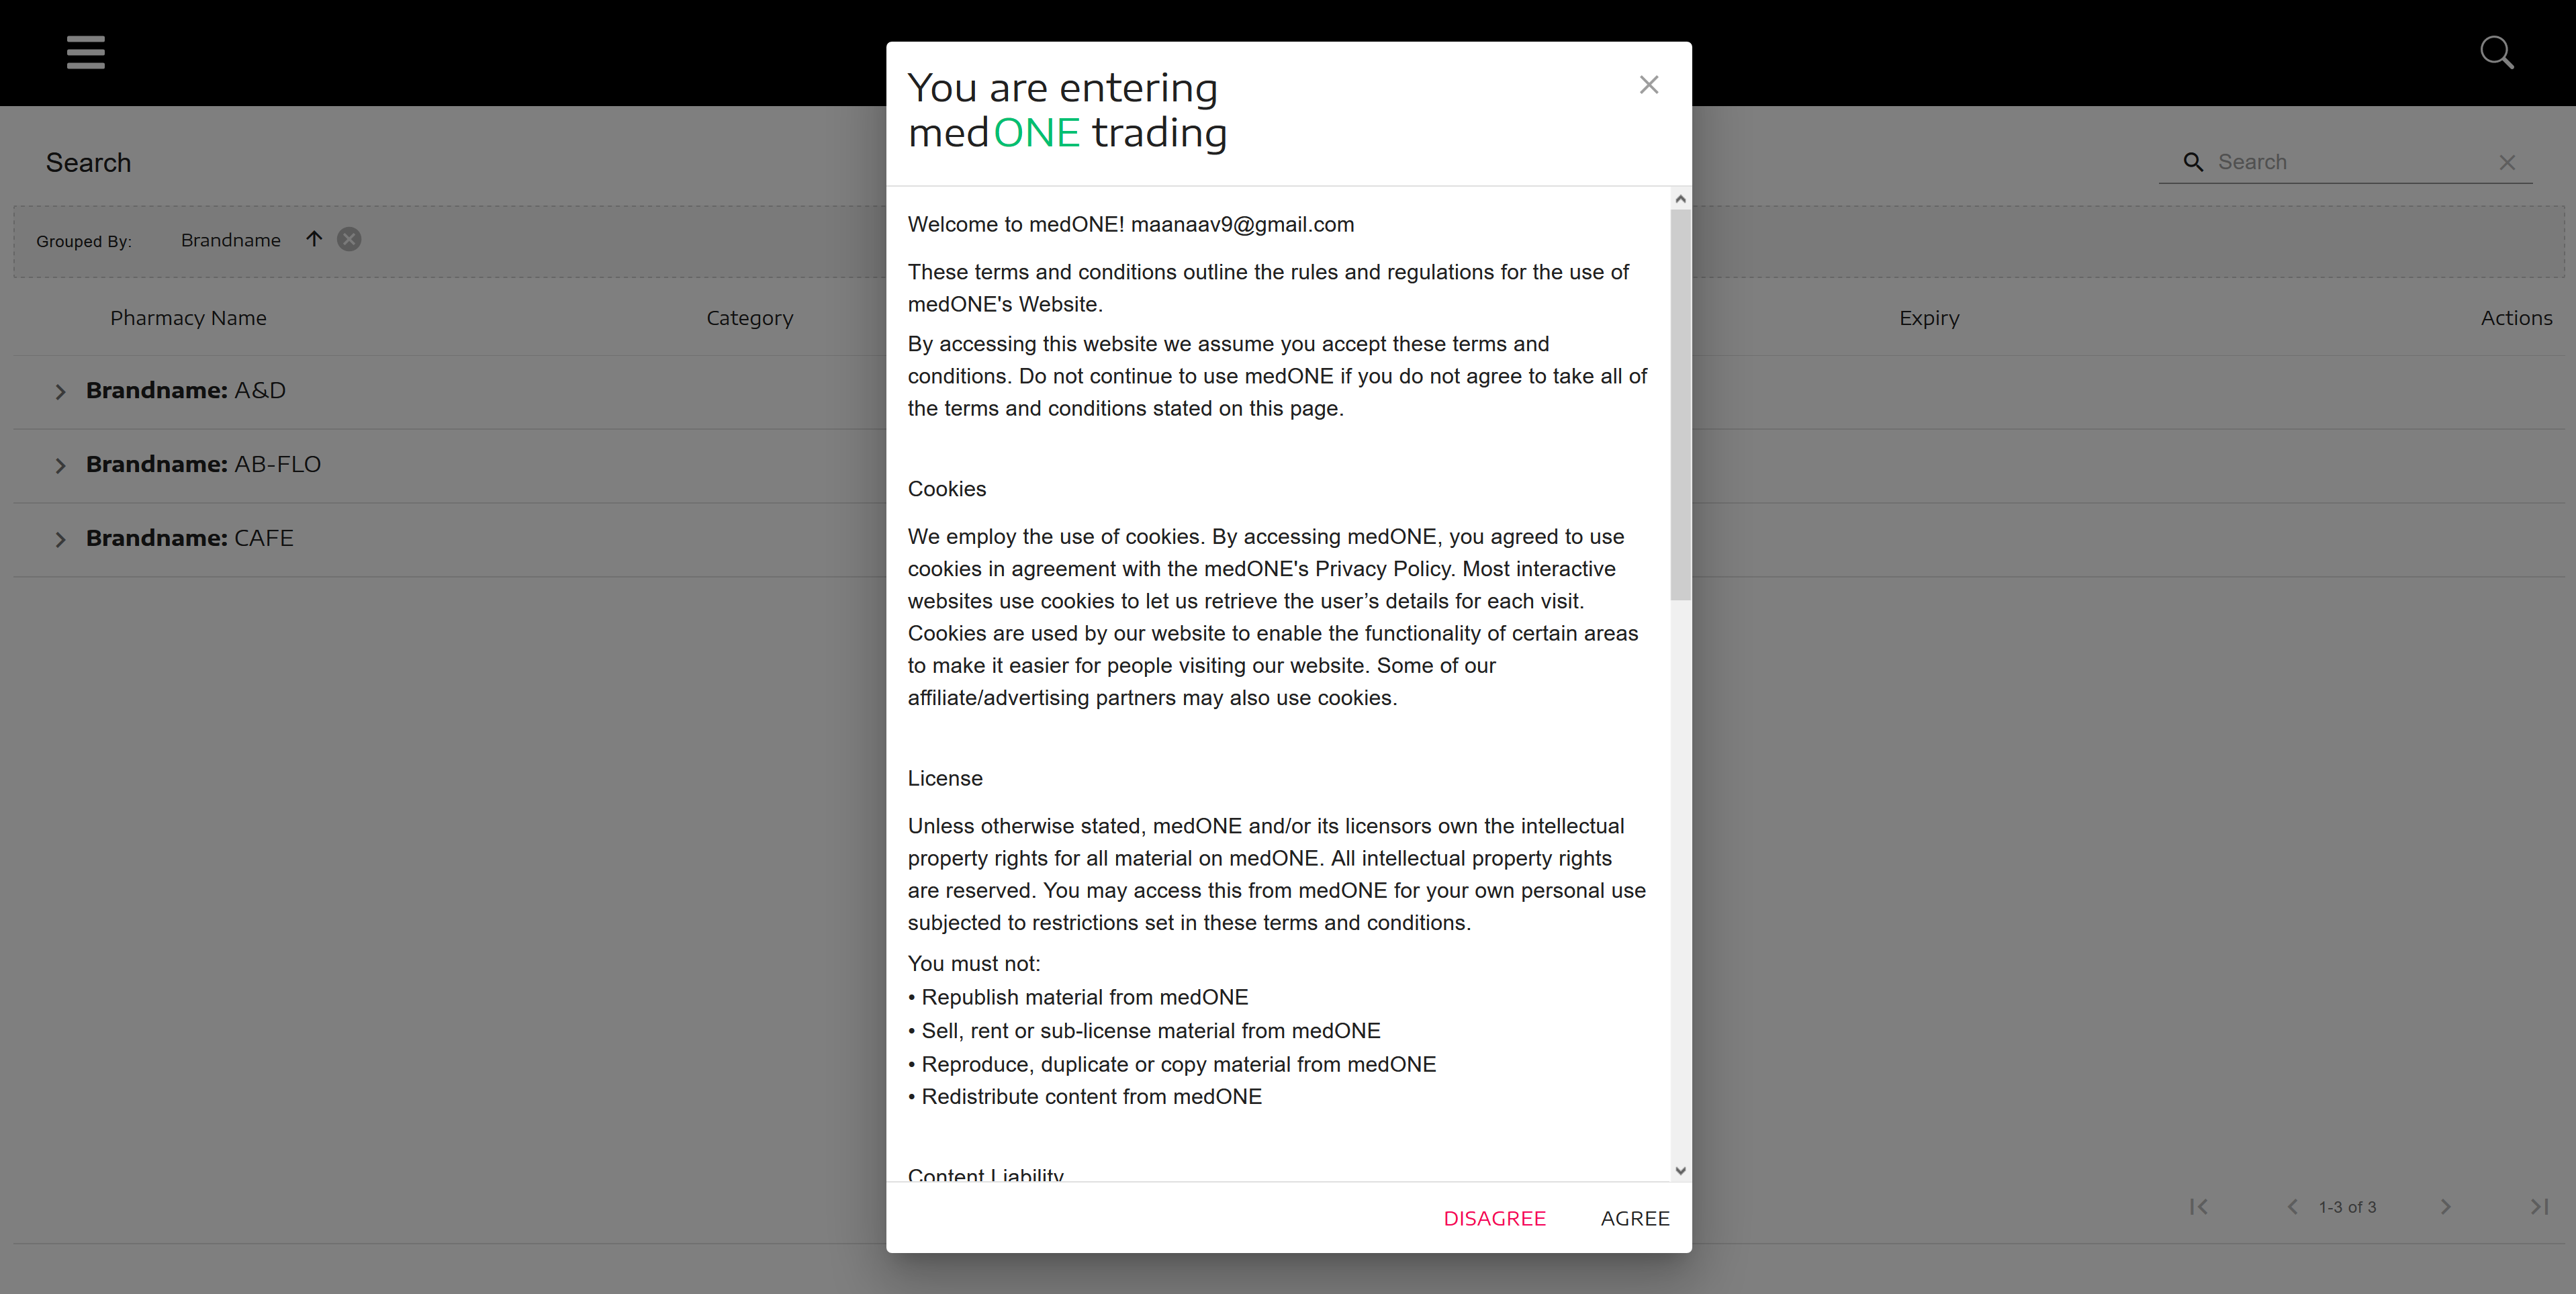 You are entering
medONE trading
Search
Search
Grouped By:
Brandname
Pharmacy Name
Category
Expiry
Actions
Brandname: A&D
Brandname: AB-FLO
Brandname: CAFE
Welcome to medONE! maanaav9@gmail.com
These terms and conditions outline the rules and regulations for the use of
medONE's Website.
By accessing this website we assume you accept these terms and
conditions. Do not continue to use medONE if you do not agree to take all of
the terms and conditions stated on this page.
Cookies
We employ the use of cookies. By accessing medONE, you agreed to use
cookies in agreement with the medONE's Privacy Policy. Most interactive
websites use cookies to let us retrieve the user’s details for each visit.
Cookies are used by our website to enable the functionality of certain areas
to make it easier for people visiting our website. Some of our
affiliate/advertising partners may also use cookies.
License
Unless otherwise stated, medONE and/or its licensors own the intellectual
property rights for all material on medONE. All intellectual property rights
are reserved. You may access this from medONE for your own personal use
subjected to restrictions set in these terms and conditions.
You must not:
• Republish material from medONE
• Sell, rent or sub-license material from medONE
• Reproduce, duplicate or copy material from medONE
• Redistribute content from medONE
Content Liability
DISAGREE
AGREE
1-3 of 3